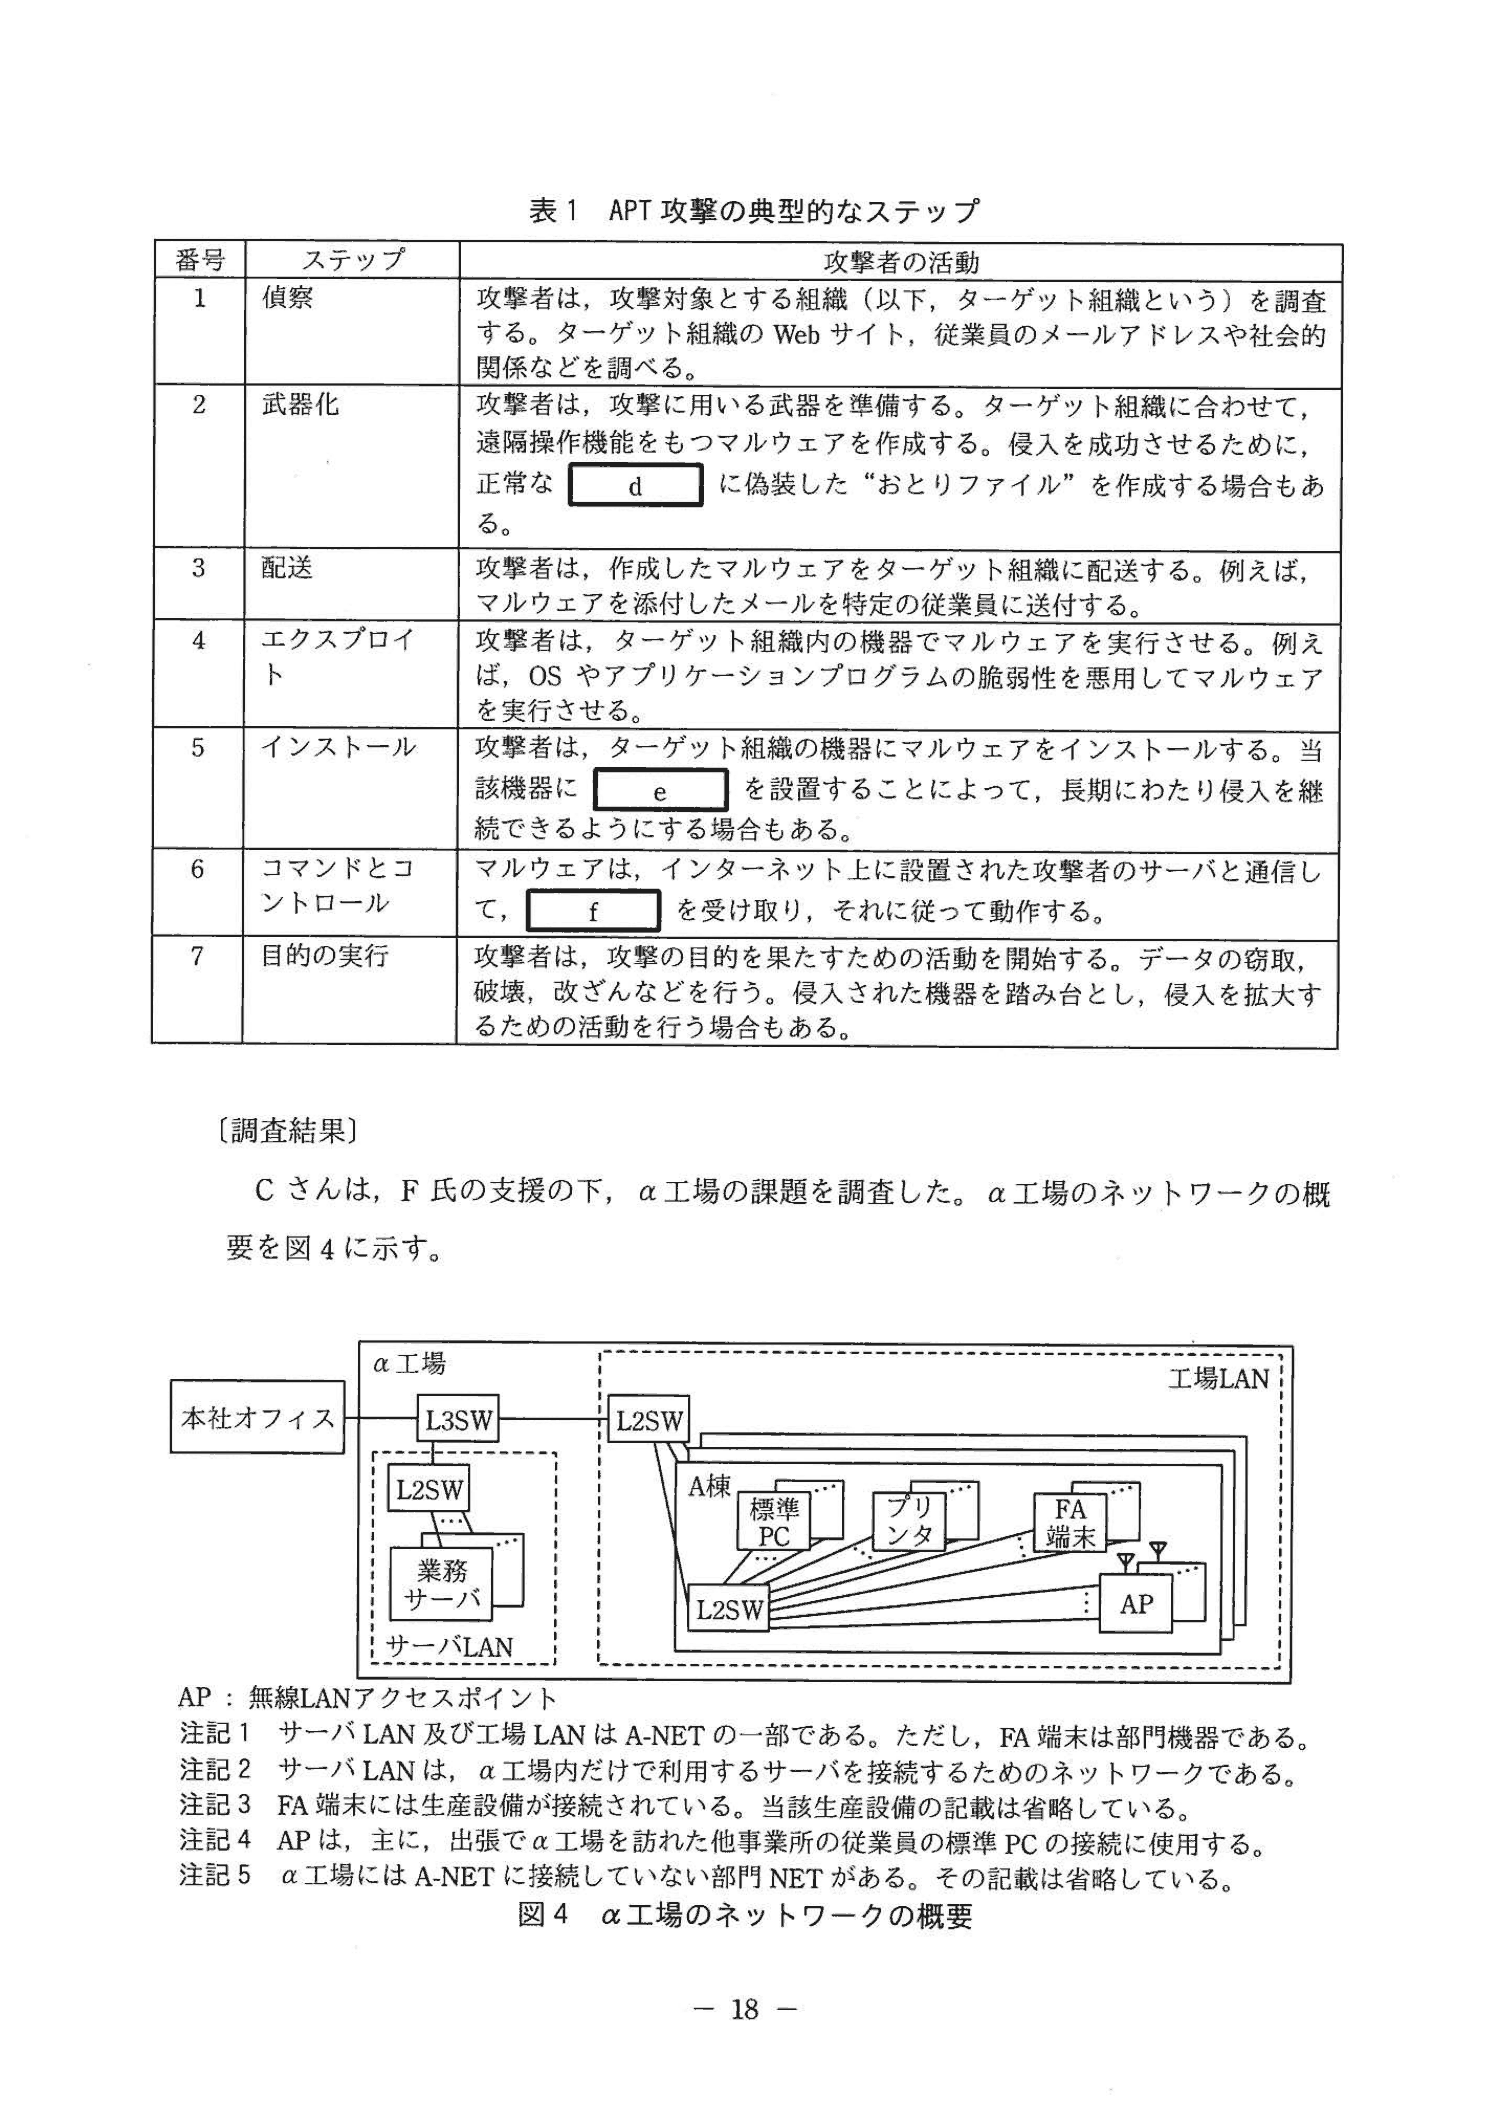 表1　APT攻撃の典型的なステップ
番号　ステップ　攻撃者の活動
1　偵察　攻撃者は，攻撃対象とする組織（以下，ターゲット組織という）を調査
する。ターゲット組織の Web サイト，従業員のメールアドレスや社会的
関係などを調べる。
2　武器化　攻撃者は，攻撃に用いる武器を準備する。ターゲット組織に合わせて，
遠隔操作機能をもつマルウェアを作成する。侵入を成功させるために，
正常な　d　に偽装した“おとりファイル”を作成する場合もあ
る。
3　配送　攻撃者は，作成したマルウェアをターゲット組織に配送する。例えば，
マルウェアを添付したメールを特定の従業員に送付する。
4　エクスプロイ　攻撃者は，ターゲット組織内の機器でマルウェアを実行させる。例え
ト　ば，OS やアプリケーションプログラムの脆弱性を悪用してマルウェア
を実行させる。
5　インストール　攻撃者は，ターゲット組織の機器にマルウェアをインストールする。当
該機器に　e　を設置することによって，長期にわたり侵入を継
続できるようにする場合もある。
6　コマンドとコ　マルウェアは，インターネット上に設置された攻撃者のサーバと通信し
ントロール　て，　f　を受け取り，それに従って動作する。
7　目的の実行　攻撃者は，攻撃の目的を果たすための活動を開始する。データの窃取，
破壊，改ざんなどを行う。侵入された機器を踏み台とし，侵入を拡大す
るための活動を行う場合もある。
〔調査結果〕
C さんは，F 氏の支援の下，α工場の課題を調査した。α工場のネットワークの概
要を図 4 に示す。
α工場
工場LAN
本社オフィス
L3SW
L2SW
L2SW
業務
サーバ
サーバLAN
A棟
標準
PC
プリ
ンタ
FA
端末
L2SW
AP
AP：無線LANアクセスポイント
注記1　サーバ LAN 及び工場 LAN は A-NET の一部である。ただし，FA 端末は部門機器である。
注記2　サーバ LAN は，α工場内だけで利用するサーバを接続するためのネットワークである。
注記3　FA 端末には生産設備が接続されている。当該生産設備の記載は省略している。
注記4　AP は，主に，出張でα工場を訪れた他事業所の従業員の標準 PC の接続に使用する。
注記5　α工場には A-NET に接続していない部門 NET がある。その記載は省略している。
図4　α工場のネットワークの概要
－ 18 －